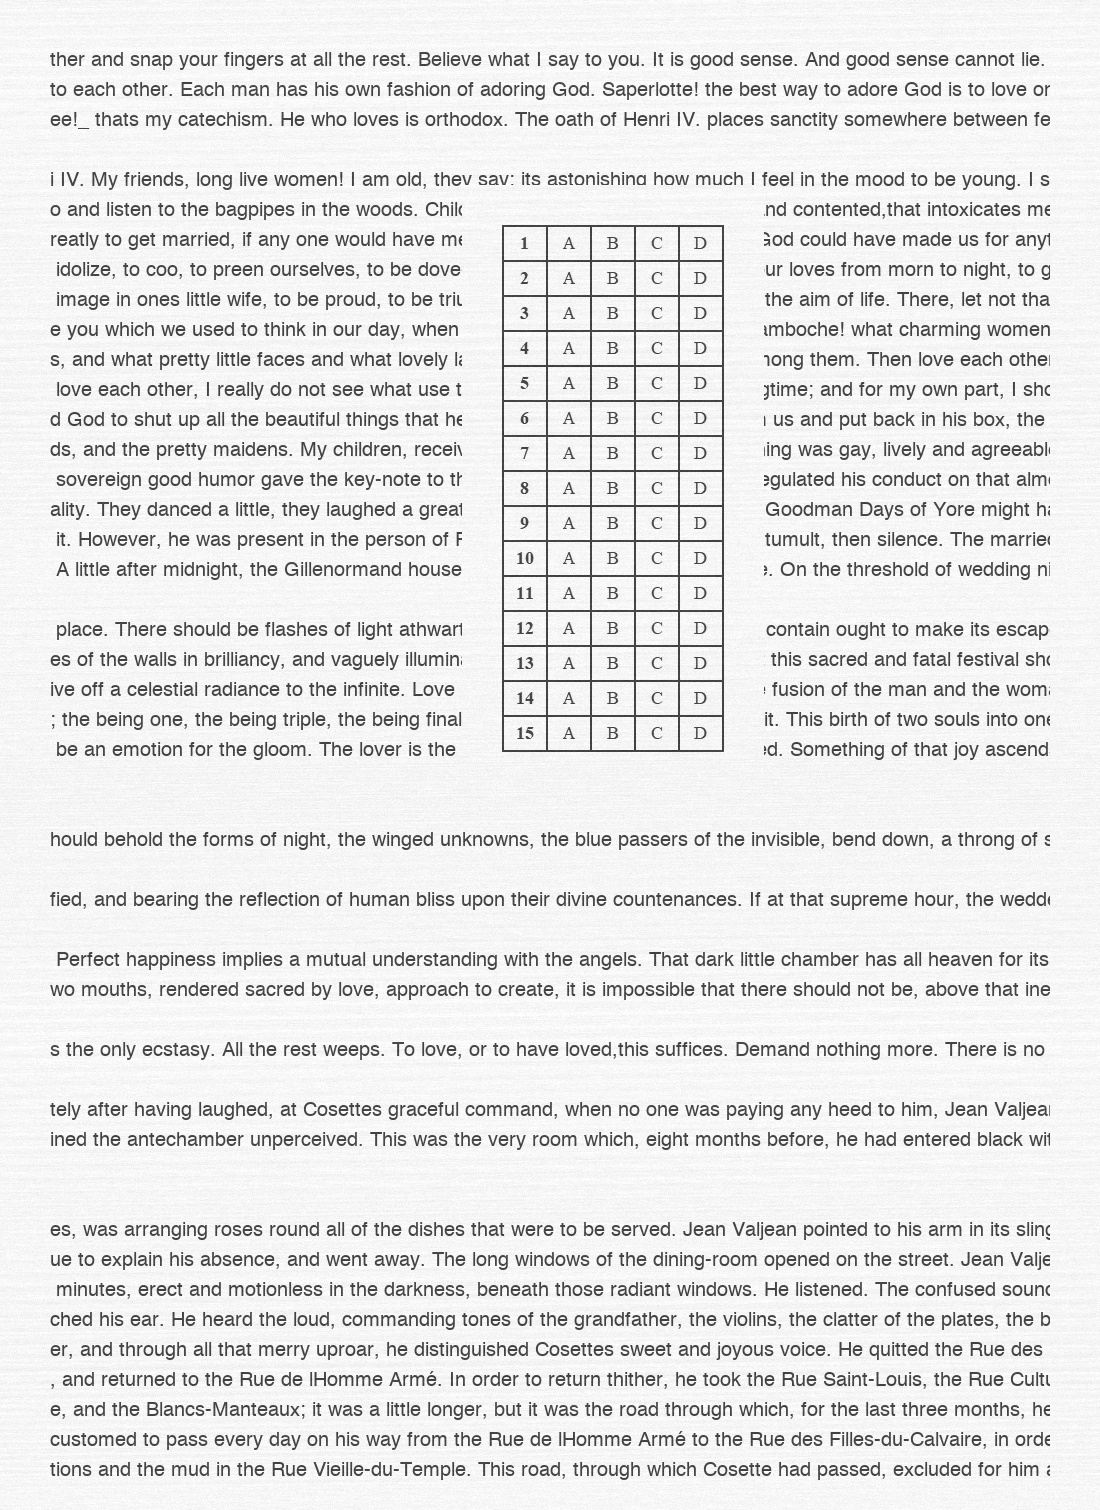 ther and snap your fingers at all the rest. Believe what I say to you. It is good sense. And good sense cannot lie.
to each other. Each man has his own fashion of adoring God. Saperlotte! the best way to adore God is to love or
ee!_ thats my catechism. He who loves is orthodox. The oath of Henri IV. places sanctity somewhere between fe
i IV. My friends, long live women! I am old, they say; its astonishing how much I feel in the mood to be young. I s
o and listen to the bagpipes in the woods. Chil
nd contented,that intoxicates me
reatly to get married, if any one would have me
God could have made us for anyt
idolize, to coo, to preen ourselves, to be dove
ur loves from morn to night, to g
image in ones little wife, to be proud, to be triu
the aim of life. There, let not tha
e you which we used to think in our day, when
amboche! what charming women
s, and what pretty little faces and what lovely la
nong them. Then love each other
love each other, I really do not see what use t
gtime; and for my own part, I sho
d God to shut up all the beautiful things that he
us and put back in his box, the
ds, and the pretty maidens. My children, receiv
ing was gay, lively and agreeabl
sovereign good humor gave the key-note to th
egulated his conduct on that alm
ality. They danced a little, they laughed a great
Goodman Days of Yore might ha
it. However, he was present in the person of F
tumult, then silence. The married
A little after midnight, the Gillenormand house
e. On the threshold of wedding ni
place. There should be flashes of light athwart
contain ought to make its escap
es of the walls in brilliancy, and vaguely illumin
this sacred and fatal festival sho
ive off a celestial radiance to the infinite. Love
fusion of the man and the woma
; the being one, the being triple, the being final
it. This birth of two souls into one
be an emotion for the gloom. The lover is the
ed. Something of that joy ascend
1 A B C D
2 A B C D
3 A B C D
4 A B C D
5 A B C D
6 A B C D
7 A B C D
8 A B C D
9 A B C D
10 A B C D
11 A B C D
12 A B C D
13 A B C D
14 A B C D
15 A B C D
hould behold the forms of night, the winged unknowns, the blue passers of the invisible, bend down, a throng of s
fied, and bearing the reflection of human bliss upon their divine countenances. If at that supreme hour, the wedde
Perfect happiness implies a mutual understanding with the angels. That dark little chamber has all heaven for its
wo mouths, rendered sacred by love, approach to create, it is impossible that there should not be, above that ine
s the only ecstasy. All the rest weeps. To love, or to have loved,this suffices. Demand nothing more. There is no
tely after having laughed, at Cosettes graceful command, when no one was paying any heed to him, Jean Valjean
ined the antechamber unperceived. This was the very room which, eight months before, he had entered black wit
es, was arranging roses round all of the dishes that were to be served. Jean Valjean pointed to his arm in its sling
ue to explain his absence, and went away. The long windows of the dining-room opened on the street. Jean Valje
minutes, erect and motionless in the darkness, beneath those radiant windows. He listened. The confused sound
ched his ear. He heard the loud, commanding tones of the grandfather, the violins, the clatter of the plates, the b
er, and through all that merry uproar, he distinguished Cosettes sweet and joyous voice. He quitted the Rue des
, and returned to the Rue de lHomme Armé. In order to return thither, he took the Rue Saint-Louis, the Rue Cultu
e, and the Blancs-Manteaux; it was a little longer, but it was the road through which, for the last three months, he
customed to pass every day on his way from the Rue de lHomme Armé to the Rue des Filles-du-Calvaire, in orde
tions and the mud in the Rue Vieille-du-Temple. This road, through which Cosette had passed, excluded for him a